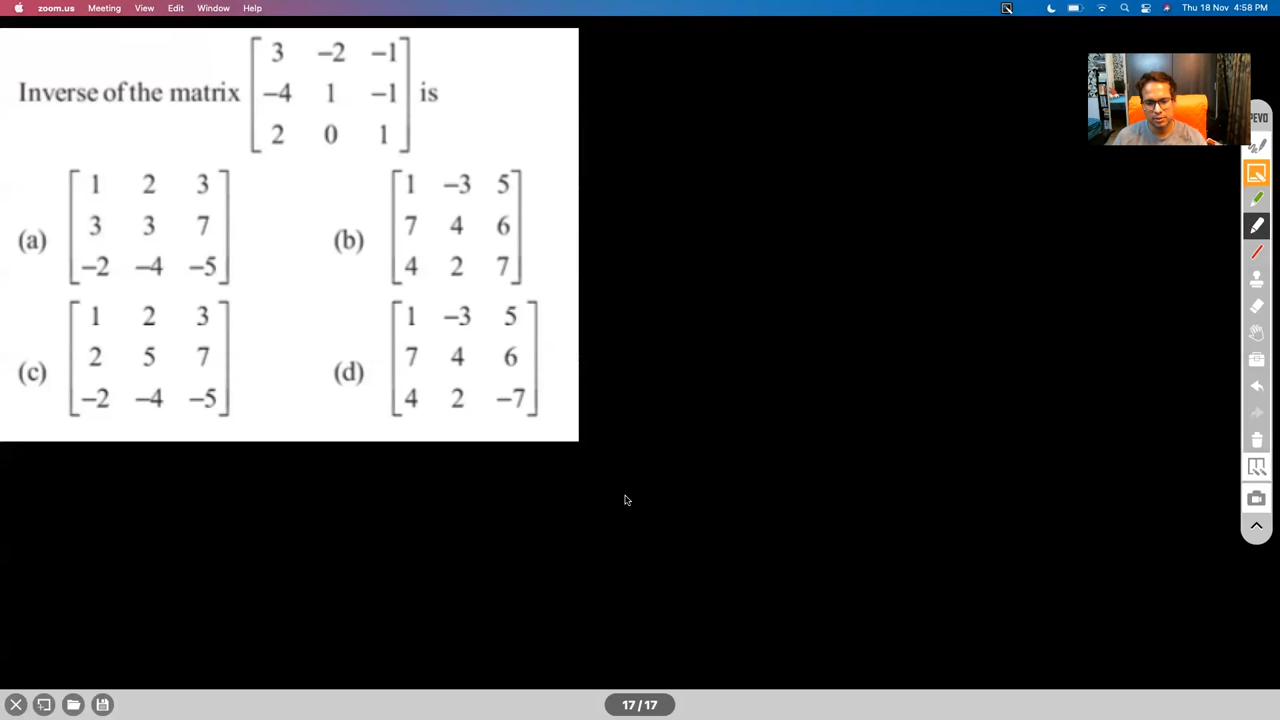 zoom.us Meeting View Window Edit Help Thu 18 Nov 4:58 PM
Inverse of the matrix [3 −2 −1
−4 1 −1
2 0 1] is
(a) [1 2 3
3 3 7
−2 −4 −5]
(b) [1 −3 5
7 4 6
4 2 7]
(c) [1 2 3
2 5 7
−2 −4 −5]
(d) [1 −3 5
7 4 6
4 2 −7]
17/17